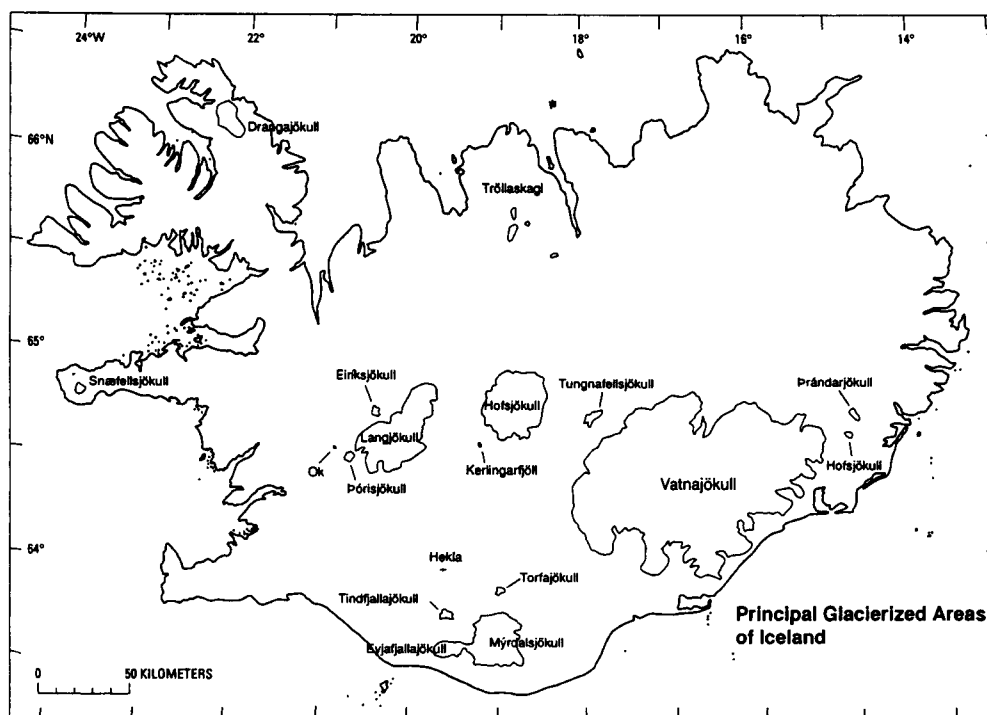 24°W 22° 20° 18° 16° 14°
66°N
Drangajökull
Tröllaskagi
65°
Snæfellsjökull
Eiríksjökull
Tungnafellsjökull
Þrándarjökull
Hofsjökull
Langjökull
Ok
Þórisjökull
Kerlingarfjöll
Hofsjökull
Vatnajökull
64°
Hekla
Torfajökull
Tindfjallajökull
Eyjafjallajökull
Mýrdalsjökull
Principal Glacierized Areas
of Iceland
0 50 KILOMETERS